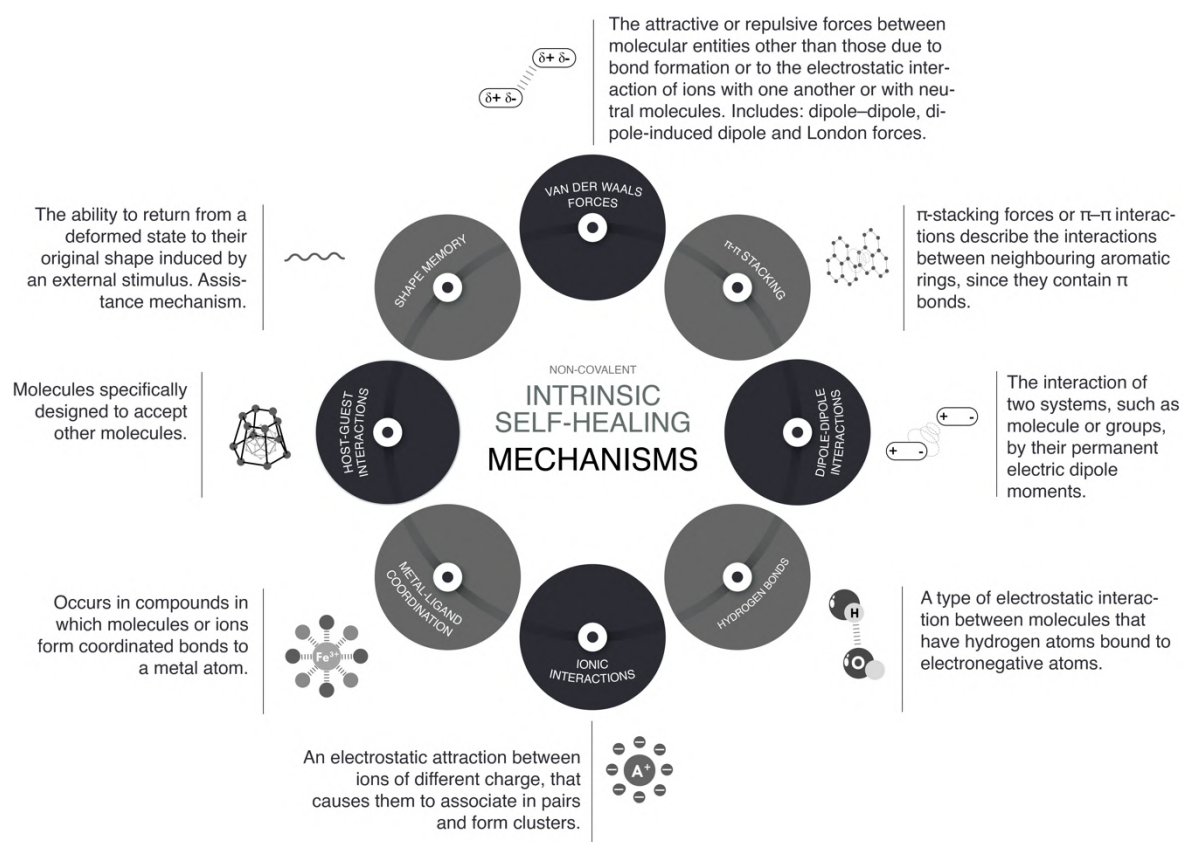 The attractive or repulsive forces between
molecular entities other than those due to
bond formation or to the electrostatic inter-
action of ions with one another or with neu-
tral molecules. Includes: dipole–dipole, di-
pole-induced dipole and London forces.
δ+ δ-
δ+ δ-
VAN DER WAALS
FORCES
The ability to return from a
deformed state to their
original shape induced by
an external stimulus. Assis-
tance mechanism.
SHAPE MEMORY
π-π STACKING
π-stacking forces or π–π interac-
tions describe the interactions
between neighbouring aromatic
rings, since they contain π
bonds.
Molecules specifically
designed to accept
other molecules.
HOST-GUEST
INTERACTIONS
NON-COVALENT
INTRINSIC
SELF-HEALING
MECHANISMS
DIPOLE-DIPOLE
INTERACTIONS
+ -
+ -
The interaction of
two systems, such as
molecule or groups,
by their permanent
electric dipole
moments.
Occurs in compounds in
which molecules or ions
form coordinated bonds to
a metal atom.
Fe3+
METAL-LIGAND
COORDINATION
IONIC
INTERACTIONS
HYDROGEN BONDS
H
O
A type of electrostatic interac-
tion between molecules that
have hydrogen atoms bound to
electronegative atoms.
An electrostatic attraction between
ions of different charge, that
causes them to associate in pairs
and form clusters.
A+